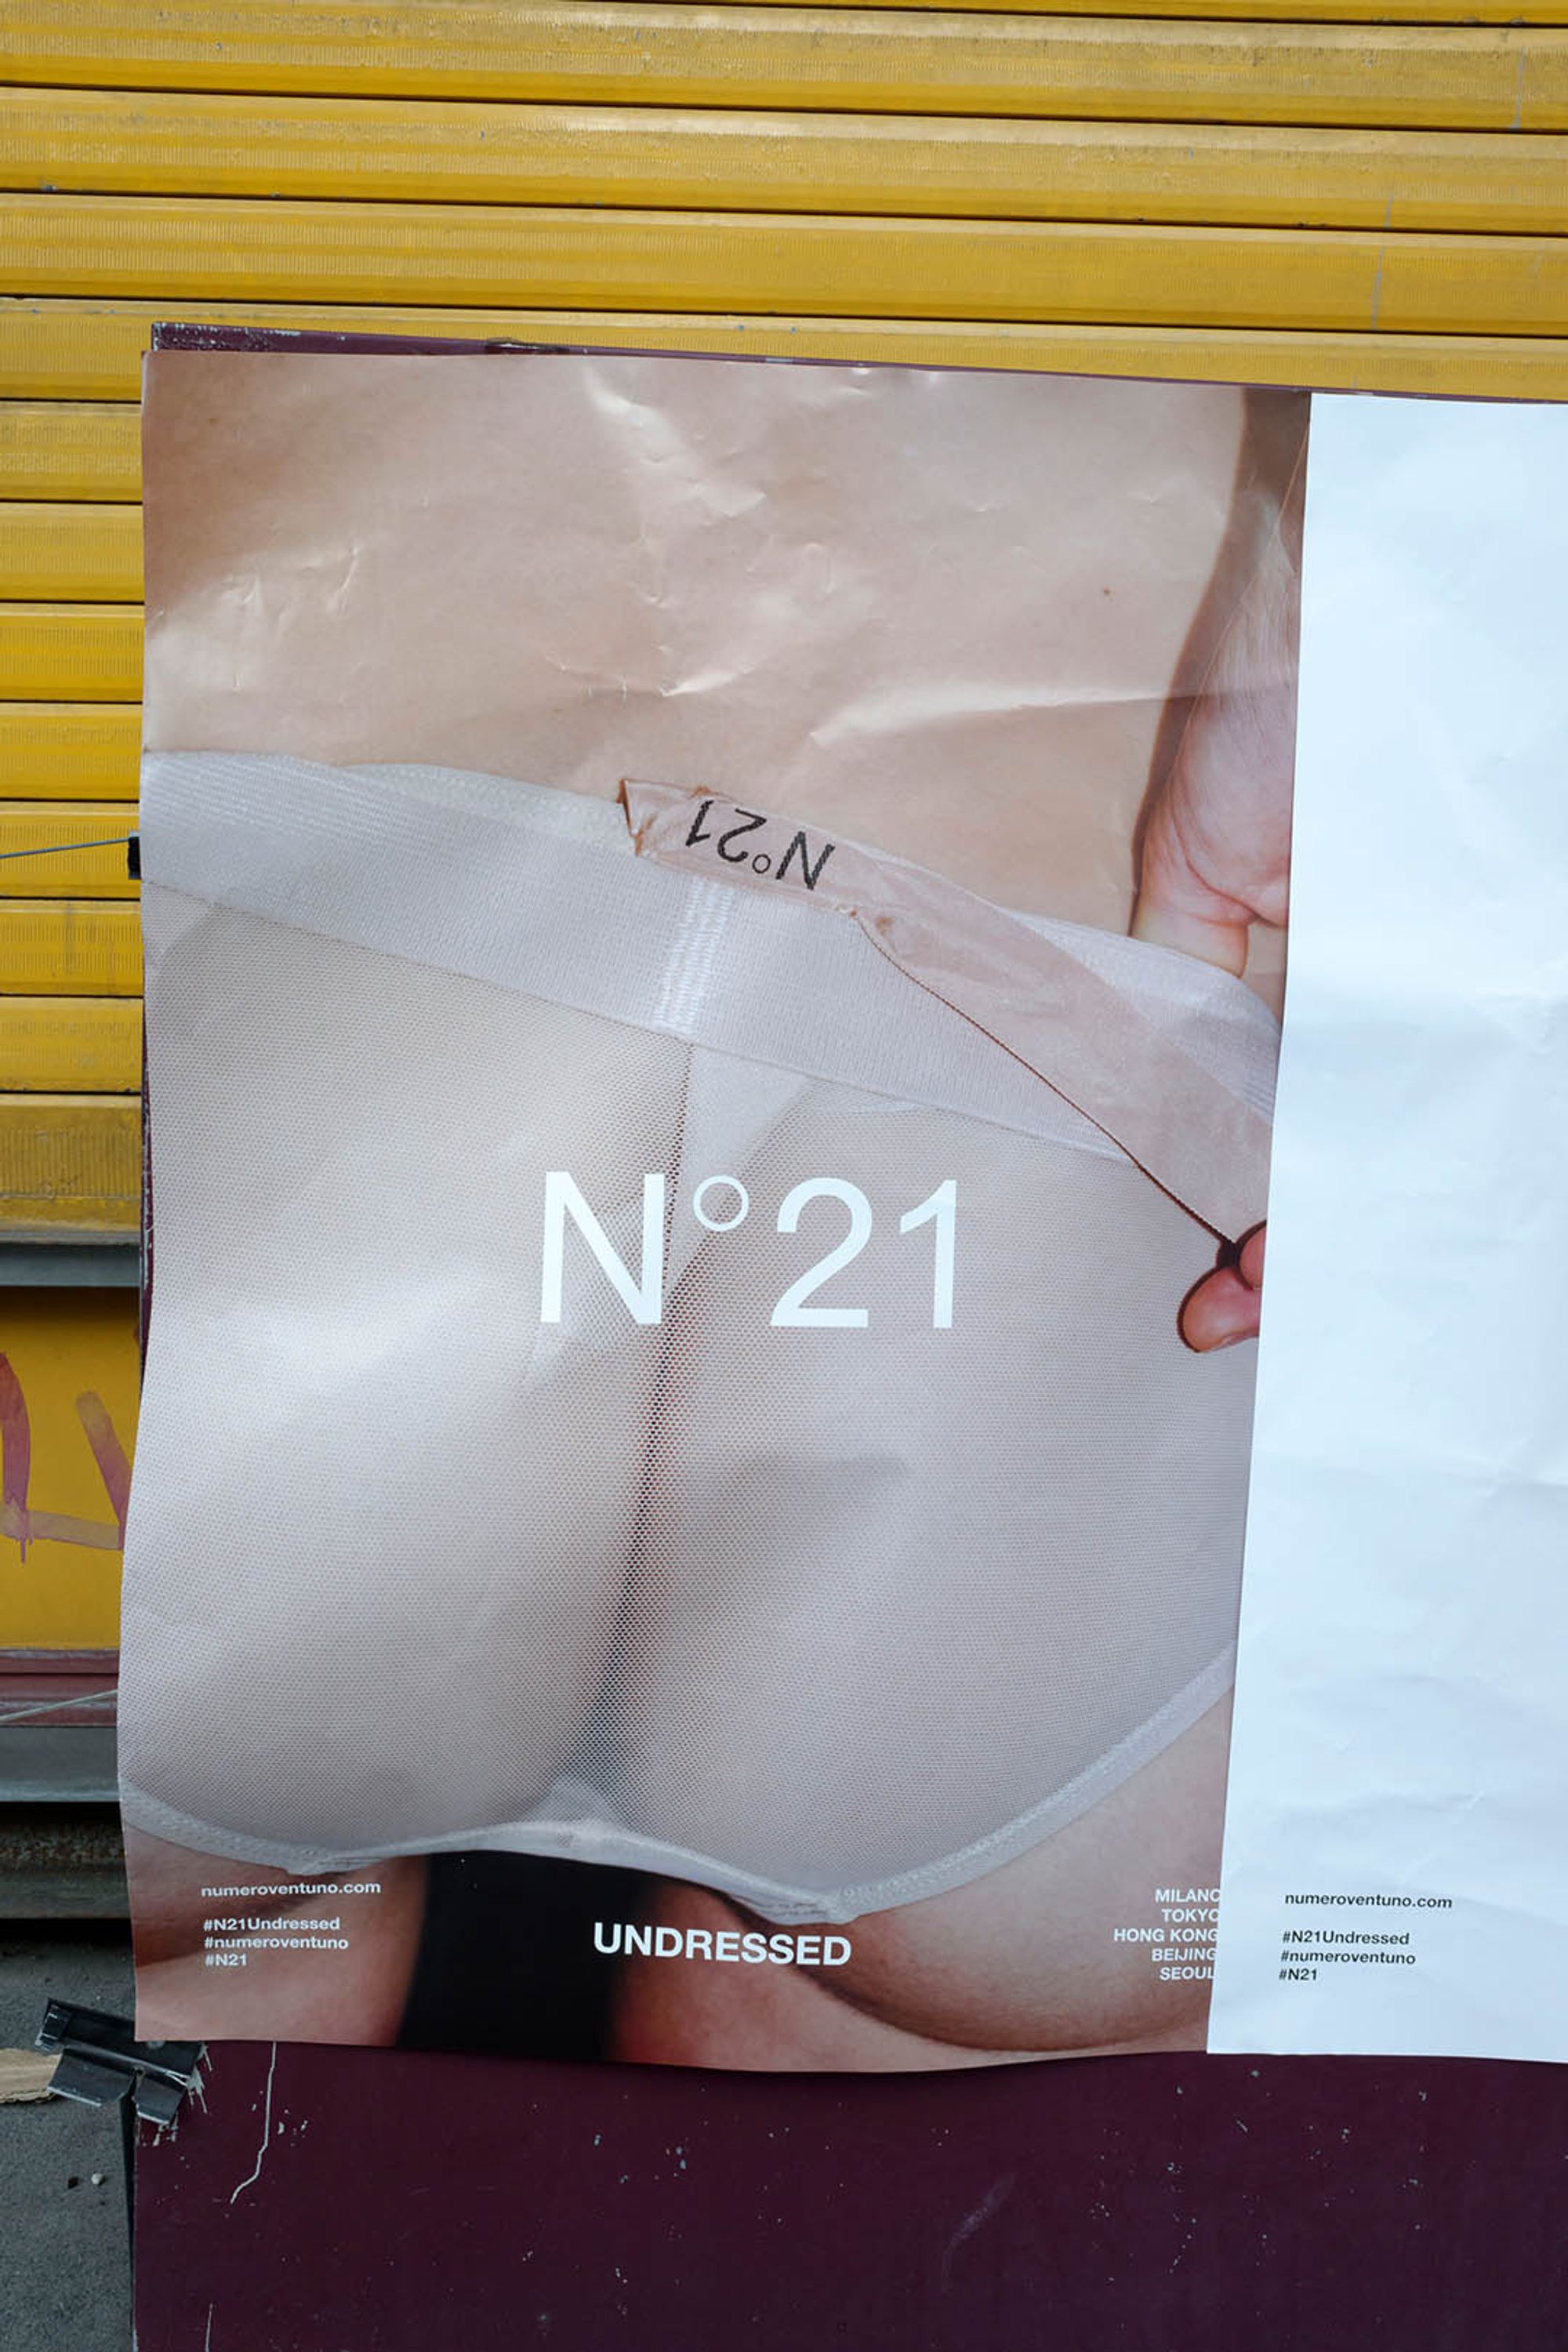 N°21
N°21
numeroventuno.com
#N21Undressed
#numeroventuno
#N21
UNDRESSED
MILANO
TOKYO
HONG KONG
BEIJING
SEOUL
numeroventuno.com
#N21Undressed
#numeroventuno
#N21